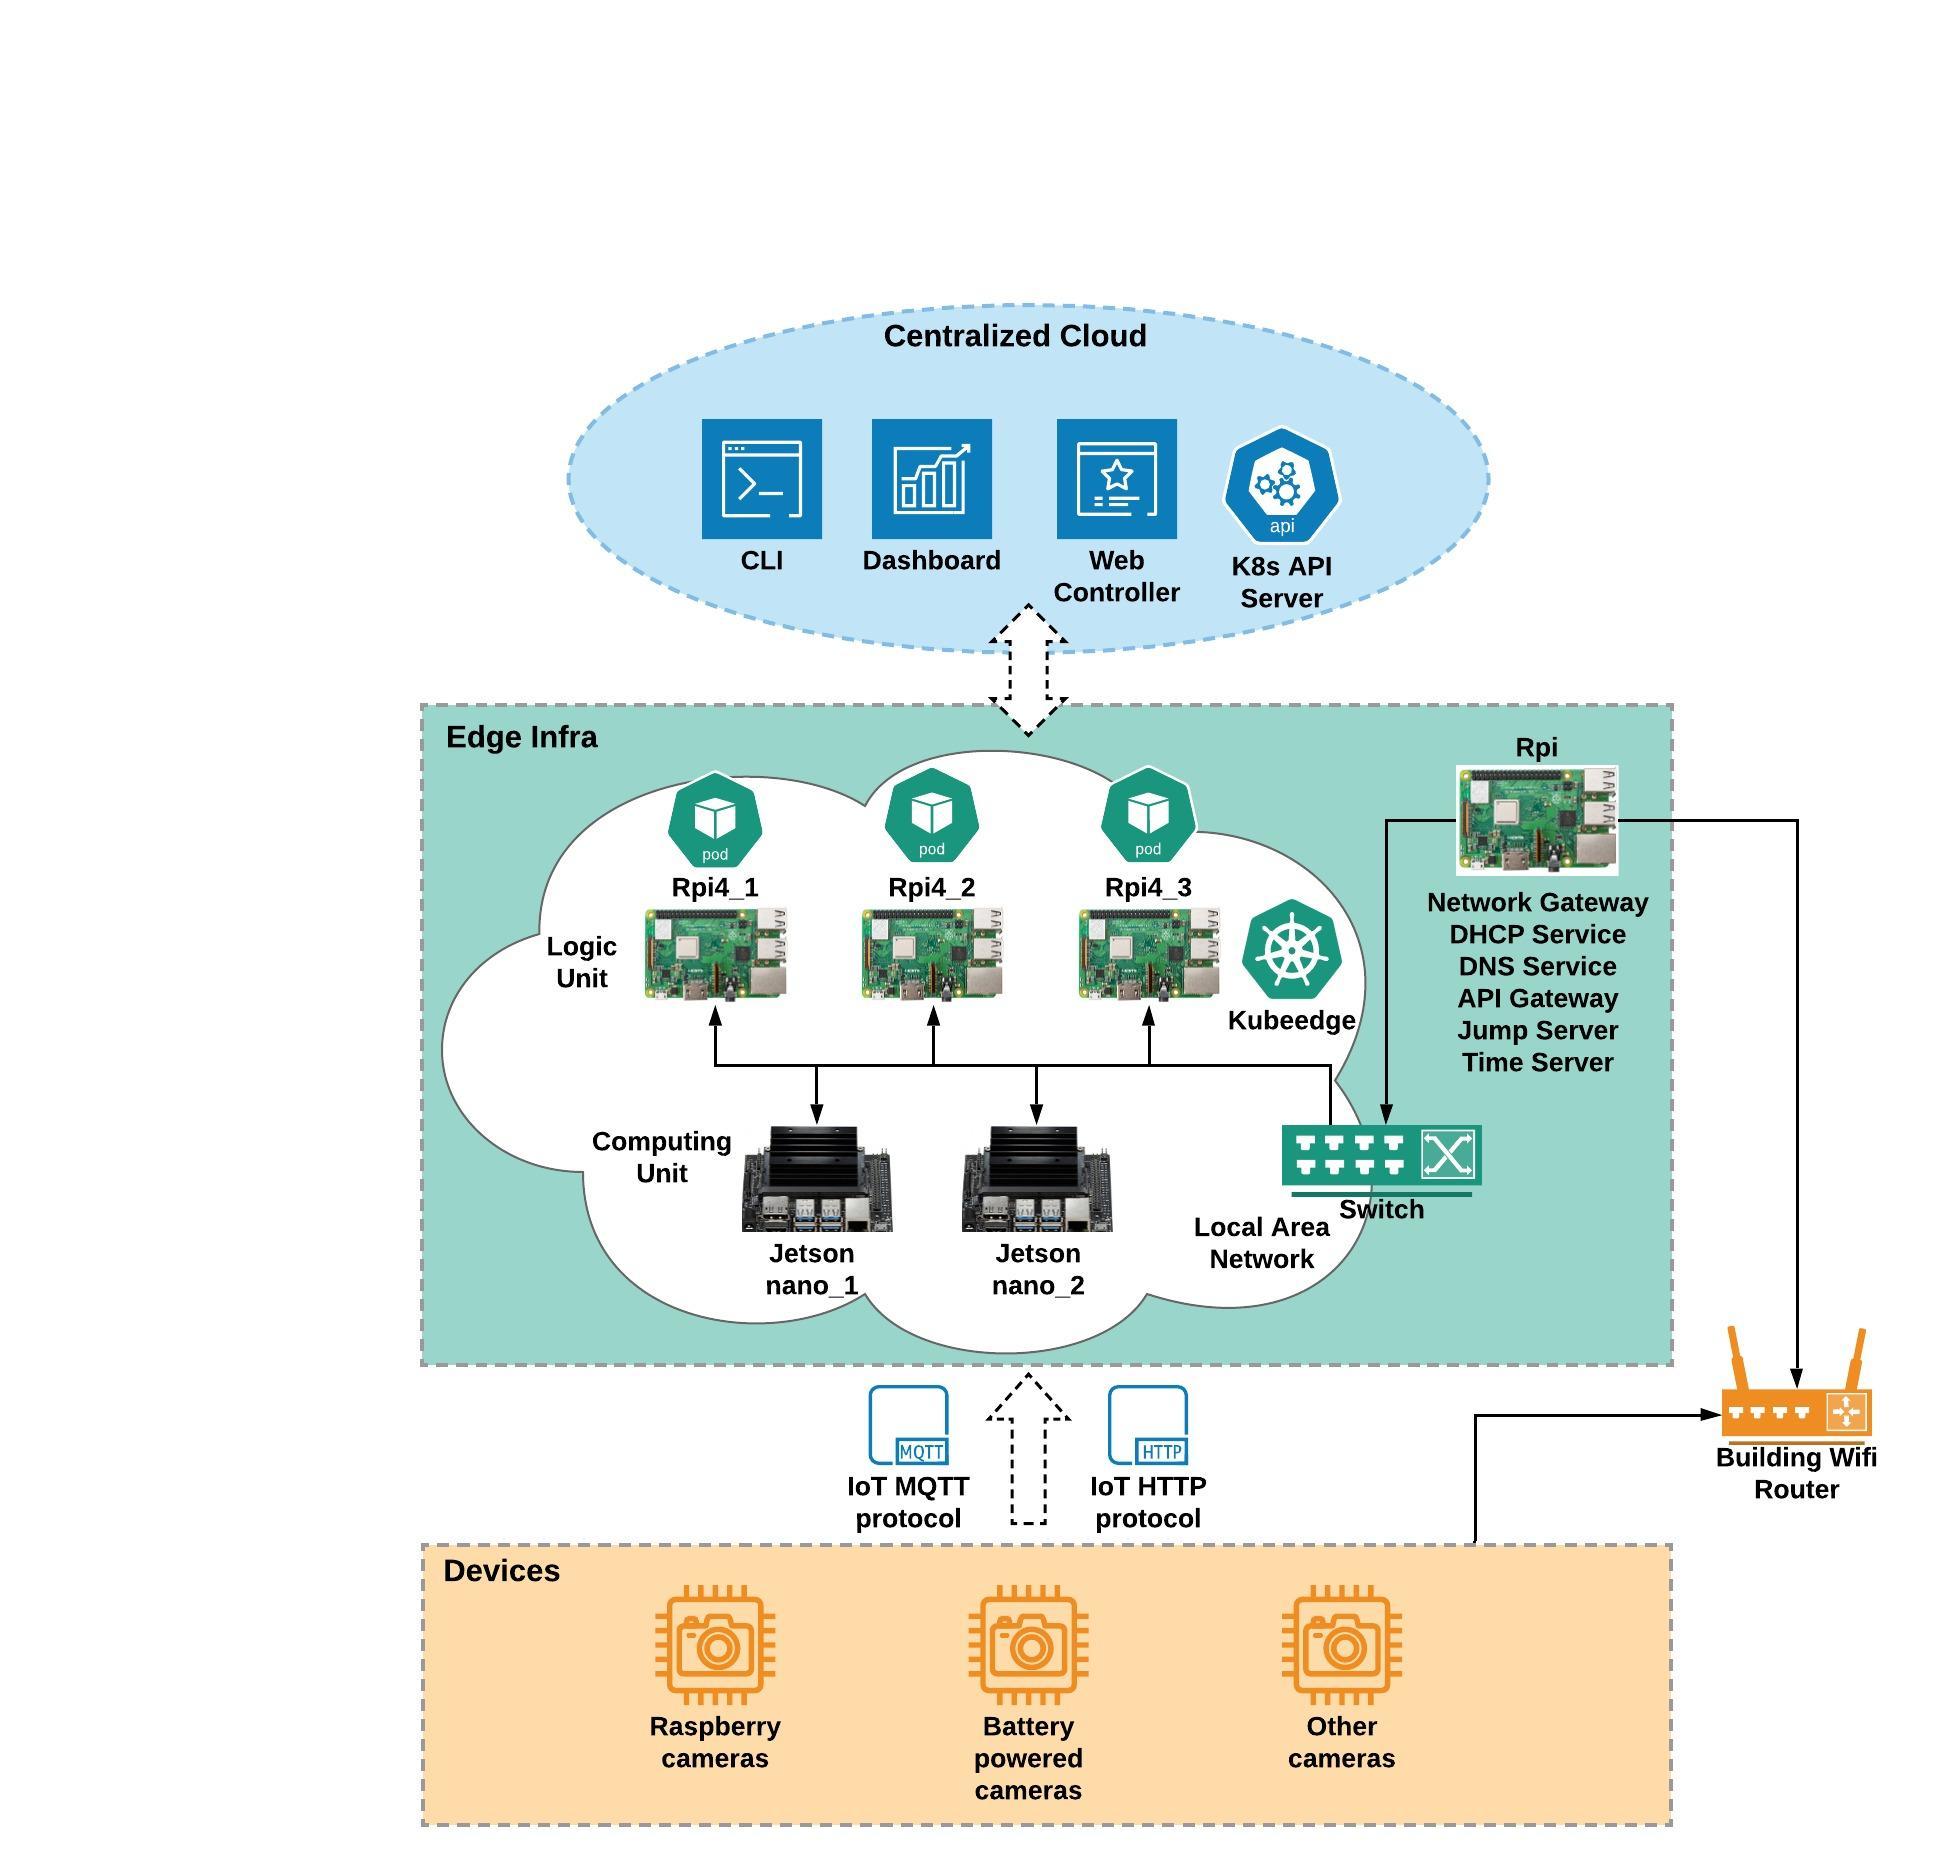 Centralized Cloud
api
CLI
Dashboard
Web
Controller
K8s API
Server
Edge Infra
Rpi
pod
pod
pod
Rpi4_1
Rpi4_2
Rpi4_3
Network Gateway
DHCP Service
DNS Service
API Gateway
Jump Server
Time Server
Logic
Unit
Kubeedge
Computing
Unit
Switch
Local Area
Network
Jetson
nano_1
Jetson
nano_2
MQTT
HTTP
IoT MQTT
protocol
IoT HTTP
protocol
Building Wifi
Router
Devices
Raspberry
cameras
Battery
powered
cameras
Other
cameras